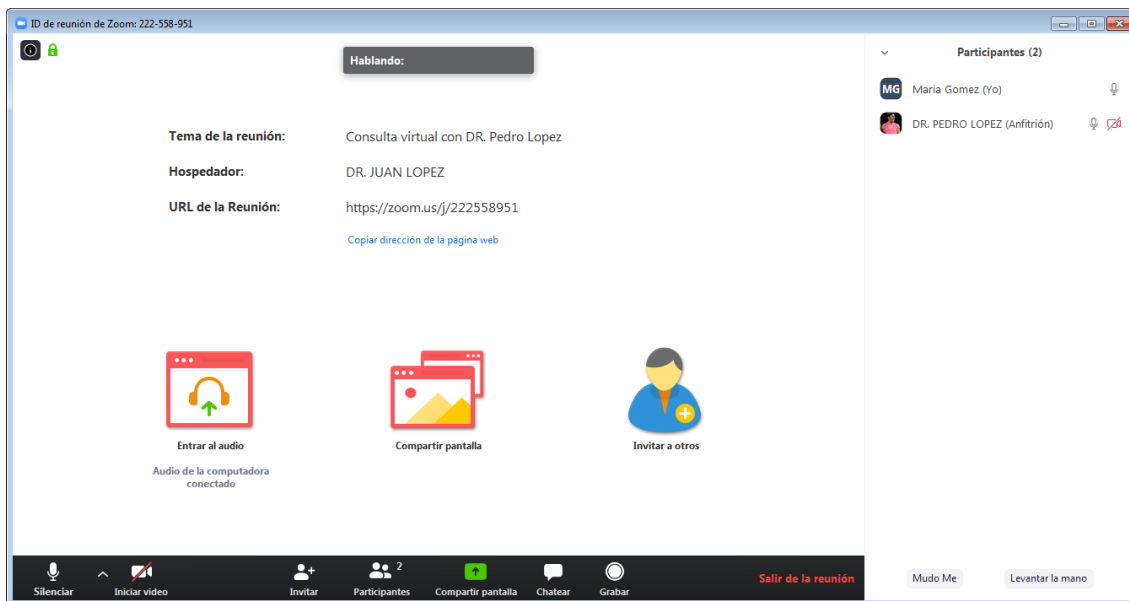 ID de reunión de Zoom: 222-558-951
Hablando:
Tema de la reunión: Consulta virtual con DR. Pedro Lopez
Hospedador: DR. JUAN LOPEZ
URL de la Reunión: https://zoom.us/j/222558951
Copiar dirección de la página web
Entrar al audio
Audio de la computadora
conectado
Compartir pantalla
Invitar a otros
Participantes (2)
MG Maria Gomez (Yo)
DR. PEDRO LOPEZ (Anfitrión)
Silenciar
Iniciar video
Invitar
Participantes 2
Compartir pantalla
Chatear
Grabar
Salir de la reunión
Mudo Me
Levantar la mano